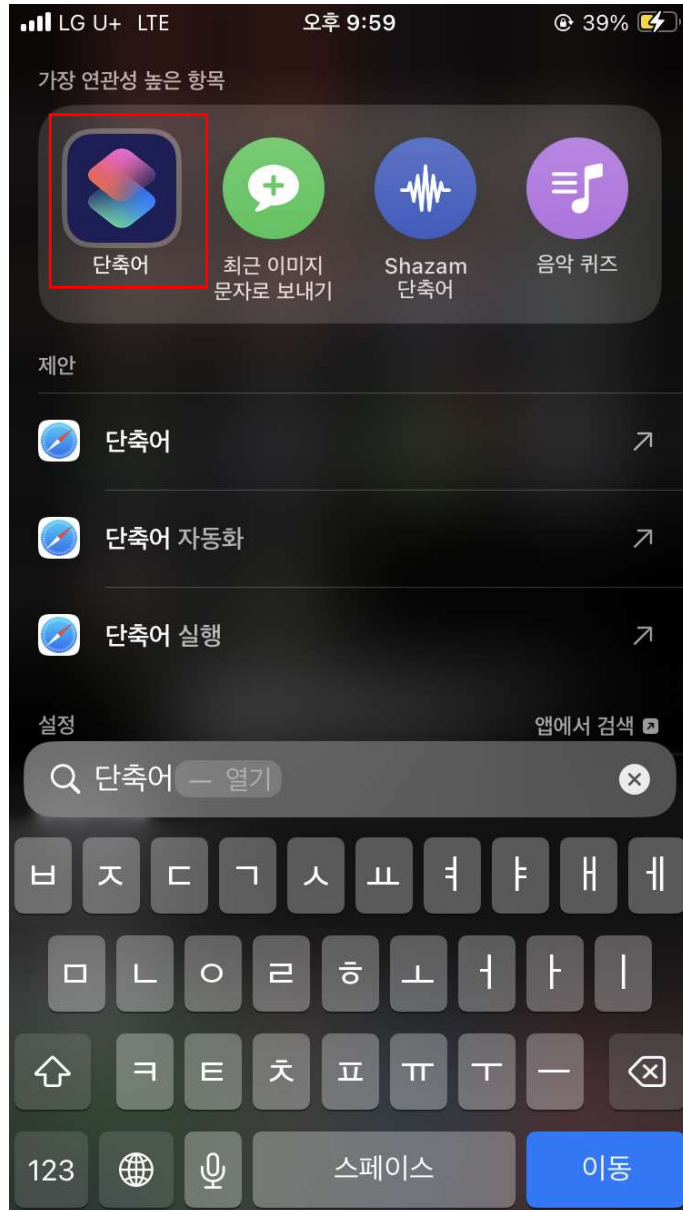 LG U+ LTE 오후 9:59 39%
가장 연관성 높은 항목
단축어
최근 이미지
문자로 보내기
Shazam
단축어
음악 퀴즈
제안
단축어
단축어 자동화
단축어 실행
설정 앱에서 검색
단축어 — 열기
ㅂ ㅈ ㄷ ㄱ ㅅ ㅛ ㅕ ㅑ ㅐ ㅔ
ㅁ ㄴ ㅇ ㄹ ㅎ ㅗ ㅓ ㅏ ㅣ
ㅋ ㅌ ㅊ ㅍ ㅠ ㅜ ㅡ
123 스페이스 이동